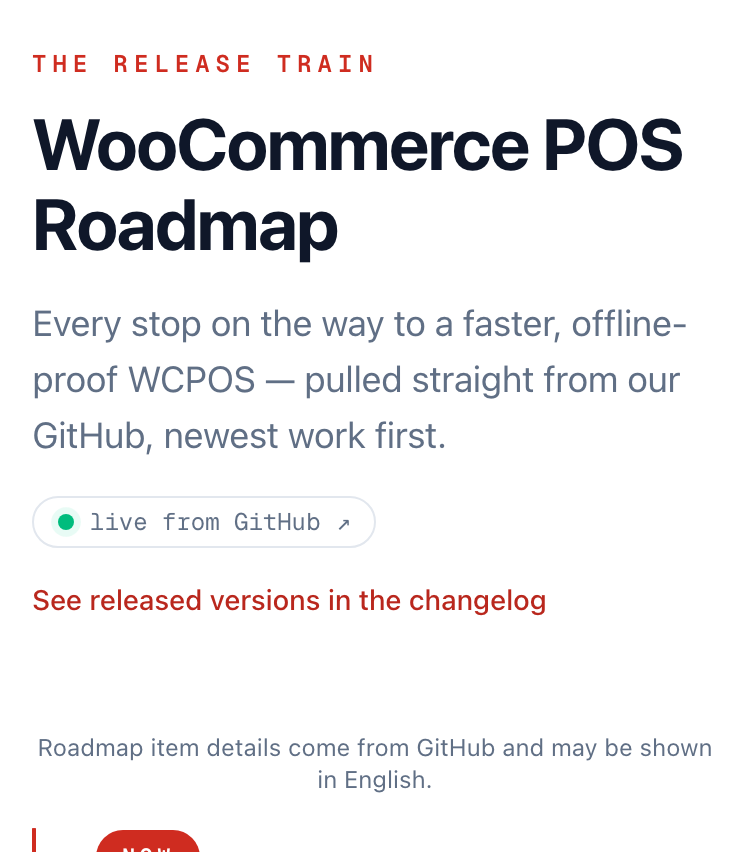 THE RELEASE TRAIN
WooCommerce POS
Roadmap
Every stop on the way to a faster, offline-
proof WCPOS — pulled straight from our
GitHub, newest work first.
live from GitHub ↗
See released versions in the changelog
Roadmap item details come from GitHub and may be shown
in English.